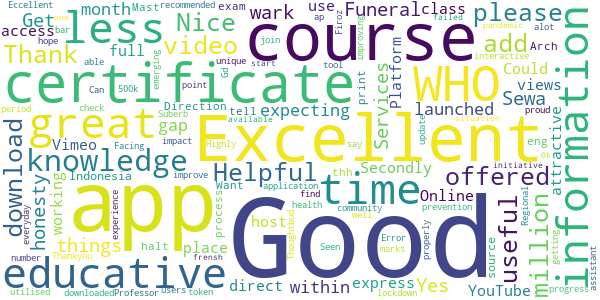 Good
Excellent
app
course
certificate
WHO
time
great
information
educative
less
knowledge
Helpful
offered
useful
video
Nice
Thank
download
please
add
Funeral
million
Get
month
Mast
recommended
exam
class
Eccellent
one
hope
access
bar
last
full
wark
use
ap
Firoz
failed
pandemic
improving
join
alot
Arch
interactive
able
Can
500k
emerging
point
unique
Gd
start
tool
print
Platform
launched
Could
views
Sewa
Direction
Suberb
tell
expecting
Services
gap
check
period
Vimeo
Facing
impact
Highly
available
say
update
situation
eng
ok
proud
initiative
attractive
honesty
Indonesia
improve
application
Want
find
health
community
well
Secondly
thh
Online
Regional
working
things
process
place
host
Thoughtbud
Seen
Error
marks
prevention
properly
source
getting
everyday
experience
Thankyou
halt
number
frensh
direct
within
express
Yes
YouTube
progress
utilised
downloaded
Professor
users
token
lockdown
assistant